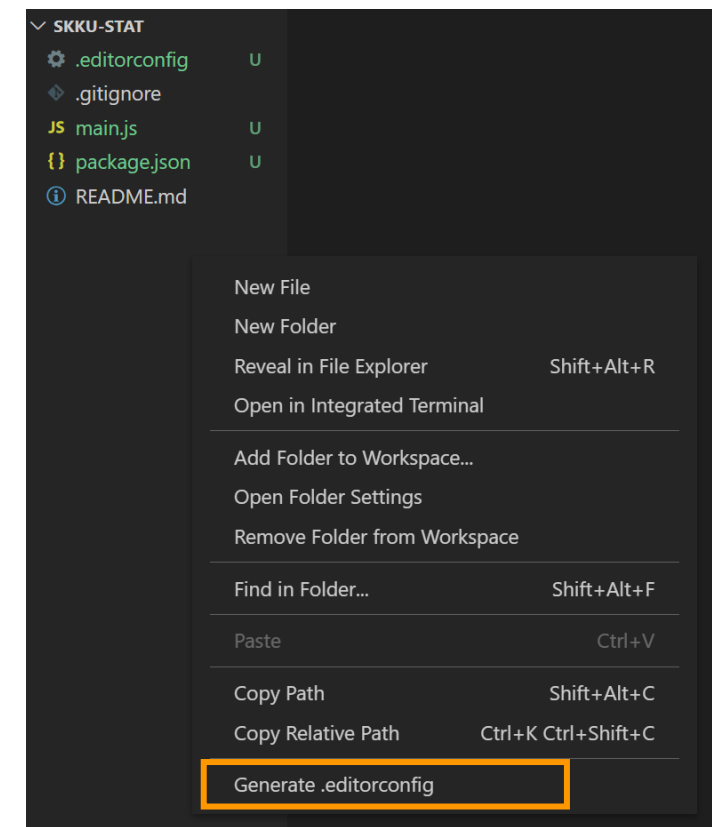 SKKU-STAT
.editorconfig U
.gitignore
JS main.js U
{} package.json U
README.md
New File
New Folder
Reveal in File Explorer Shift+Alt+R
Open in Integrated Terminal
Add Folder to Workspace...
Open Folder Settings
Remove Folder from Workspace
Find in Folder... Shift+Alt+F
Paste Ctrl+V
Copy Path Shift+Alt+C
Copy Relative Path Ctrl+K Ctrl+Shift+C
Generate .editorconfig